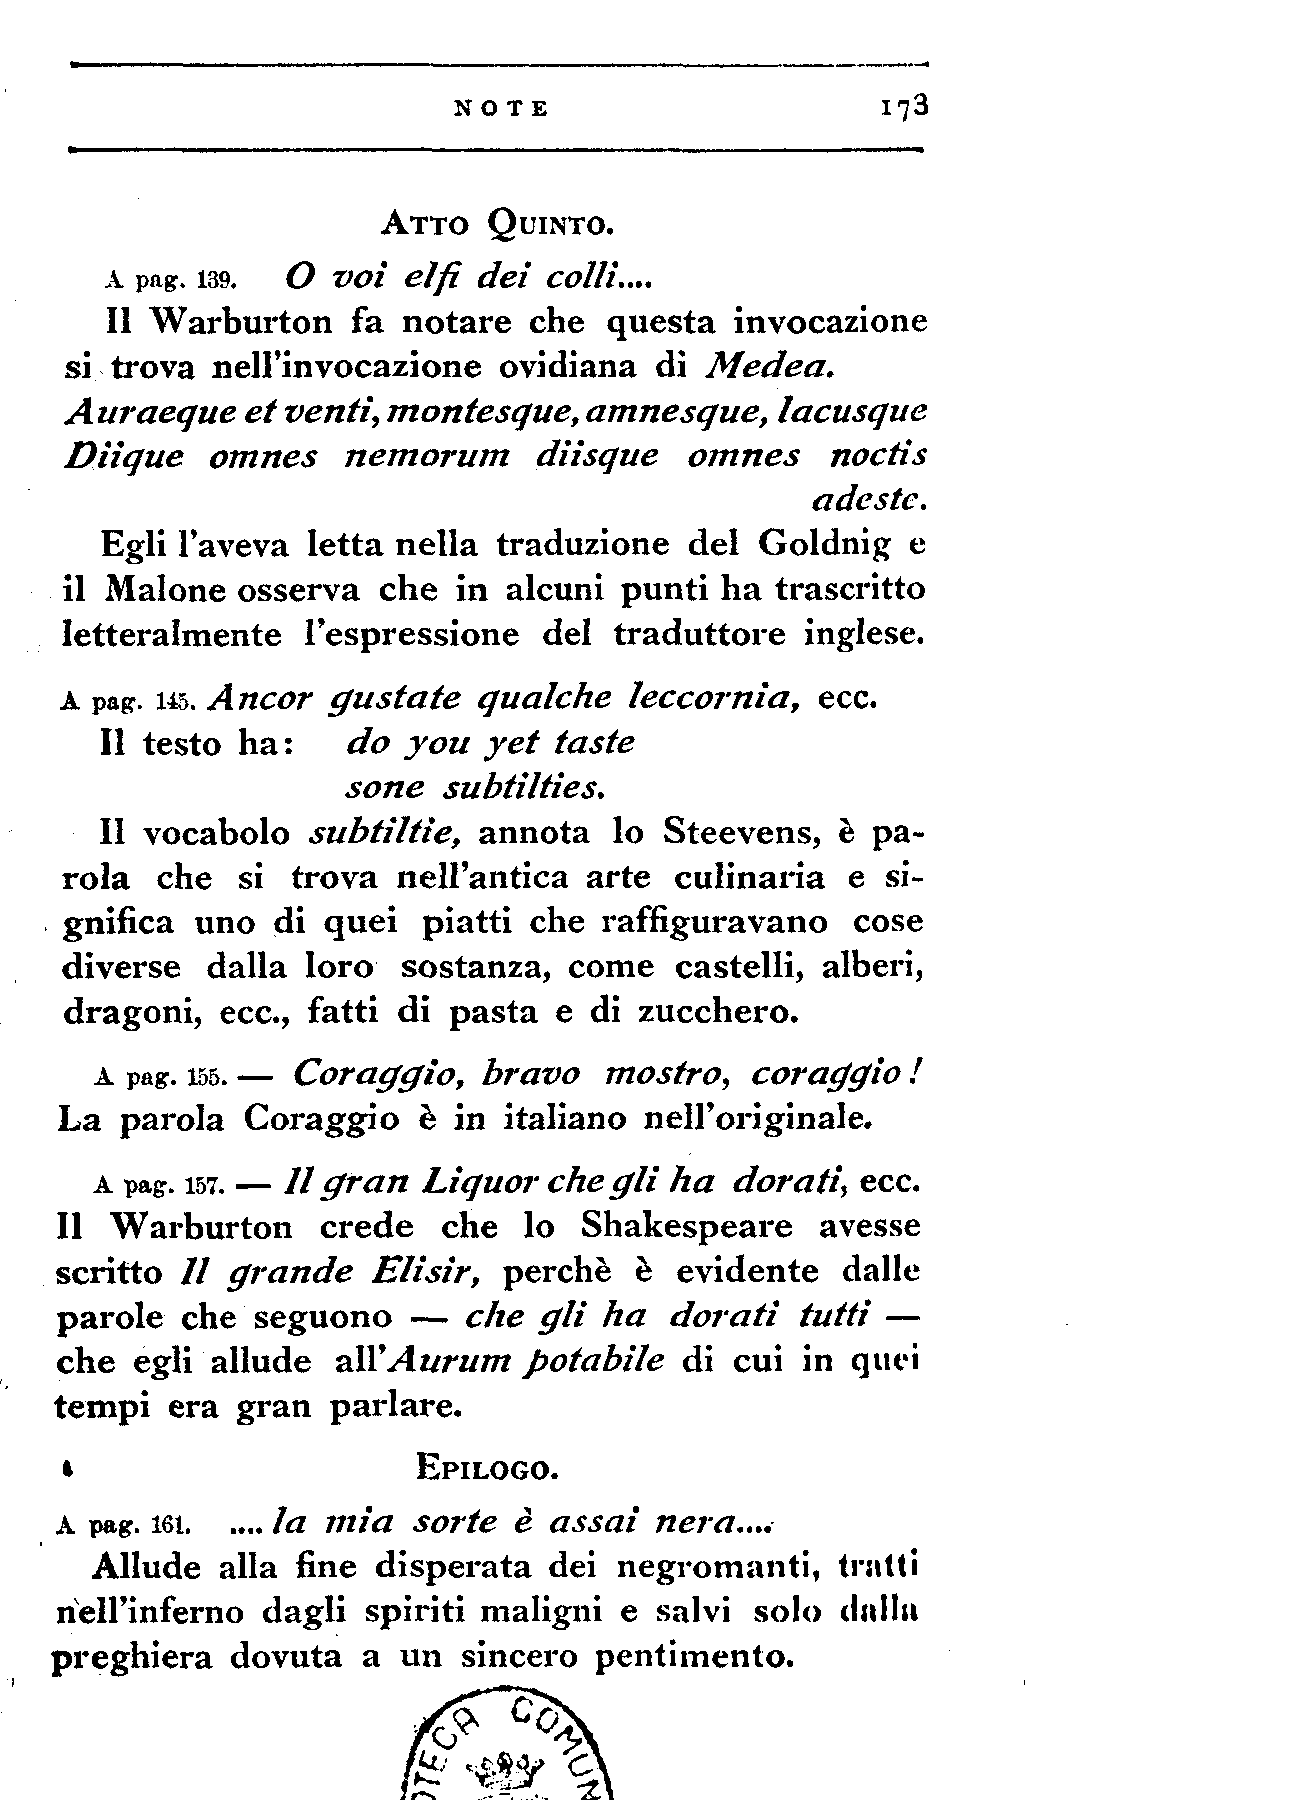 NOTE 173
Atto Quinto.
A pag. 139. O voi elfi dei colli....
Il Warburton fa notare che questa invocazione
si trova nell'invocazione ovidiana di Medea.
Auraeque et venti, montesque, amnesque, lacusque
Diique omnes nemorum diisque omnes noctis
adeste.
Egli l'aveva letta nella traduzione del Goldnig e
il Malone osserva che in alcuni punti ha trascritto
letteralmente l'espressione del traduttore inglese.
A pag. 145. Ancor gustate qualche leccornia, ecc.
Il testo ha: do you yet taste
sone subtilties.
Il vocabolo subtiltie, annota lo Steevens, è pa-
rola che si trova nell'antica arte culinaria e si-
gnifica uno di quei piatti che raffiguravano cose
diverse dalla loro sostanza, come castelli, alberi,
dragoni, ecc., fatti di pasta e di zucchero.
A pag. 155. — Coraggio, bravo mostro, coraggio!
La parola Coraggio è in italiano nell'originale.
A pag. 157. — Il gran Liquor che gli ha dorati, ecc.
Il Warburton crede che lo Shakespeare avesse
scritto Il grande Elisir, perchè è evidente dalle
parole che seguono — che gli ha dorati tutti —
che egli allude all'Aurum potabile di cui in quei
tempi era gran parlare.
Epilogo.
A pag. 161. .... la mia sorte è assai nera....
Allude alla fine disperata dei negromanti, tratti
nell'inferno dagli spiriti maligni e salvi solo dalla
preghiera dovuta a un sincero pentimento.
OTECA COMUN